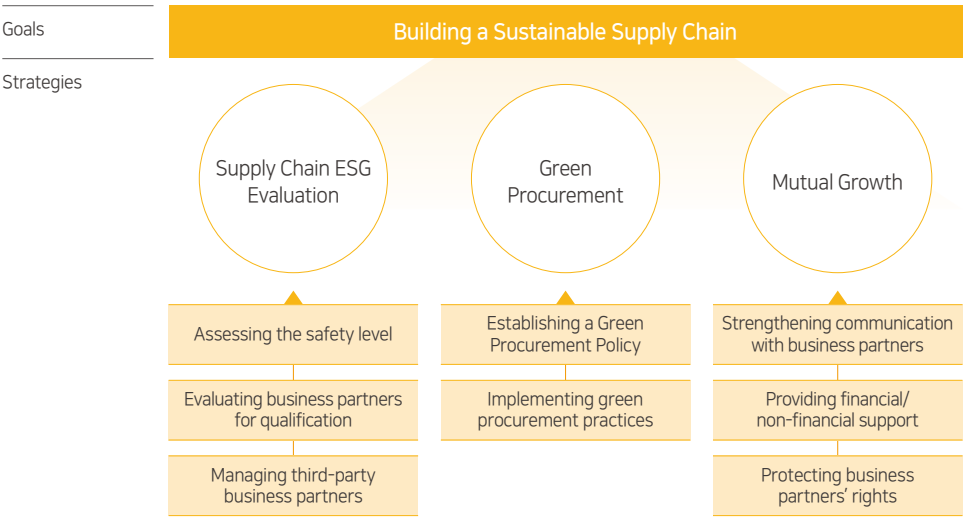 Goals
Building a Sustainable Supply Chain
Strategies
Supply Chain ESG
Evaluation
Green
Procurement
Mutual Growth
Assessing the safety level
Evaluating business partners
for qualification
Managing third-party
business partners
Establishing a Green
Procurement Policy
Implementing green
procurement practices
Strengthening communication
with business partners
Providing financial/
non-financial support
Protecting business
partners’ rights